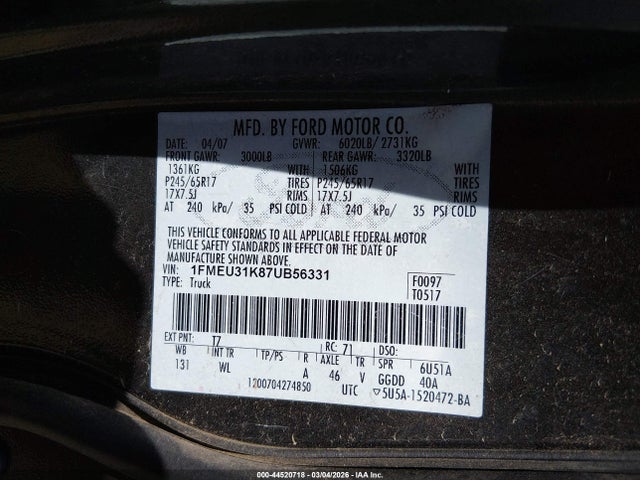 MFD. BY FORD MOTOR CO.
DATE: 04/07 GVWR: 6020LB/ 2731KG
FRONT GAWR: 3000LB REAR GAWR: 3320LB
1361KG WITH 1506KG WITH
P245/65R17 TIRES P245/65R17 TIRES
17X7.5J RIMS 17X7.5J RIMS
AT 240 kPa/ 35 PSI COLD AT 240 kPa/ 35 PSI COLD
THIS VEHICLE CONFORMS TO ALL APPLICABLE FEDERAL MOTOR
VEHICLE SAFETY STANDARDS IN EFFECT ON THE DATE OF
MANUFACTURE SHOWN ABOVE.
VIN: 1FMEU31K87UB56331 F0097
TYPE: Truck T0517
EXT PNT: T7 RC: 71 DSO:
WB INT TR TP/PS R AXLE TR SPR 6U51A
131 WL A 46 V GGDD 40A
1200704274850 UTC ▽5U5A-1520472-BA
000-44520718 - 03/04/2026 - IAA Inc.